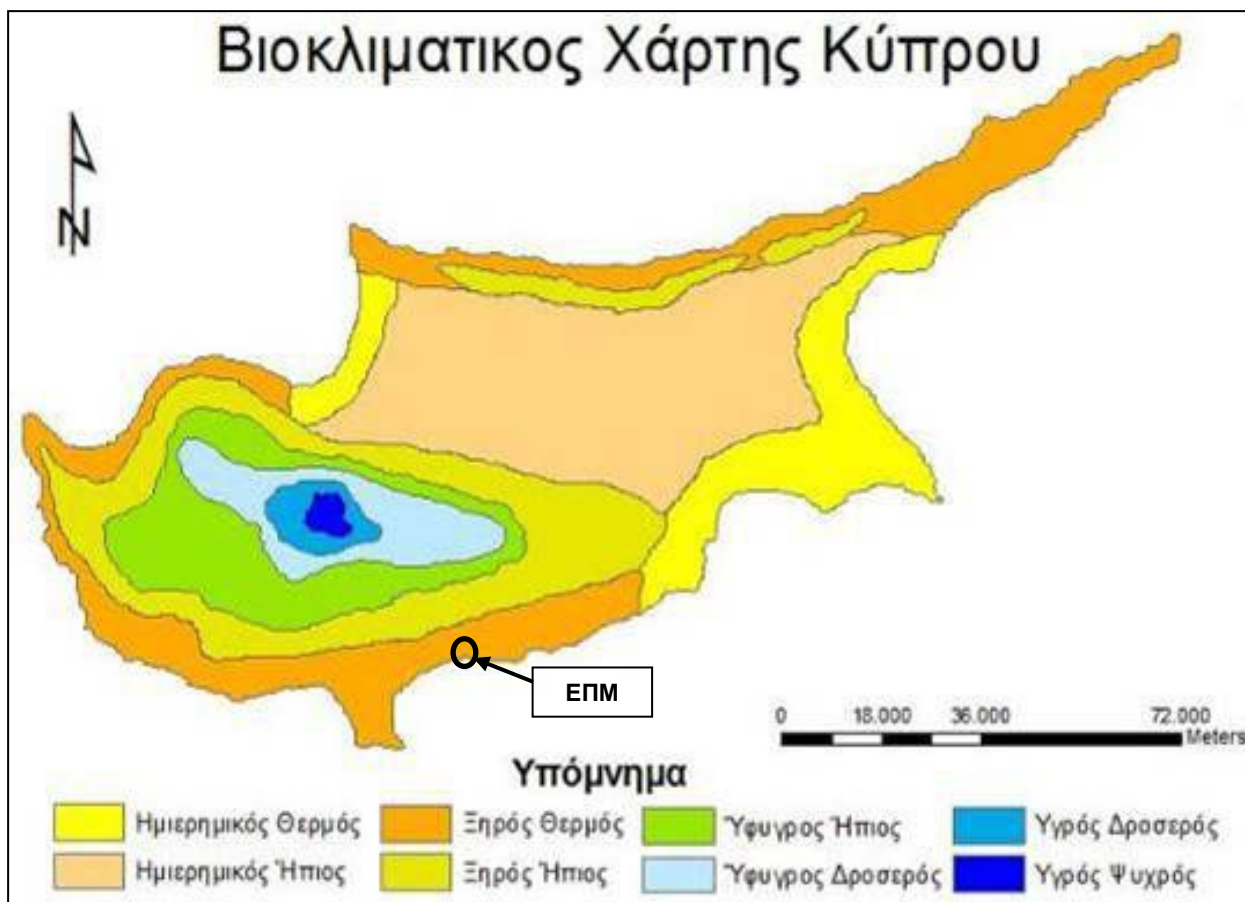 Βιοκλιματικος Χάρτης Κύπρου
N
ΕΠΜ
0 18.000 36.000 72.000
Meters
Υπόμνημα
Ημιερημικός Θερμός Ξηρός Θερμός Ύφυγρος Ήπιος Υγρός Δροσερός
Ημιερημικός Ήπιος Ξηρός Ήπιος Ύφυγρος Δροσερός Υγρός Ψυχρός